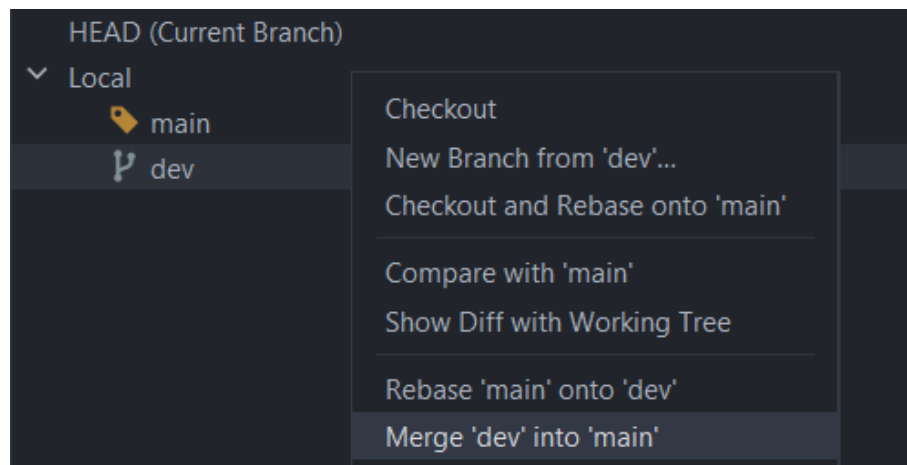 HEAD (Current Branch)
Local
main
dev
Checkout
New Branch from 'dev'...
Checkout and Rebase onto 'main'
Compare with 'main'
Show Diff with Working Tree
Rebase 'main' onto 'dev'
Merge 'dev' into 'main'